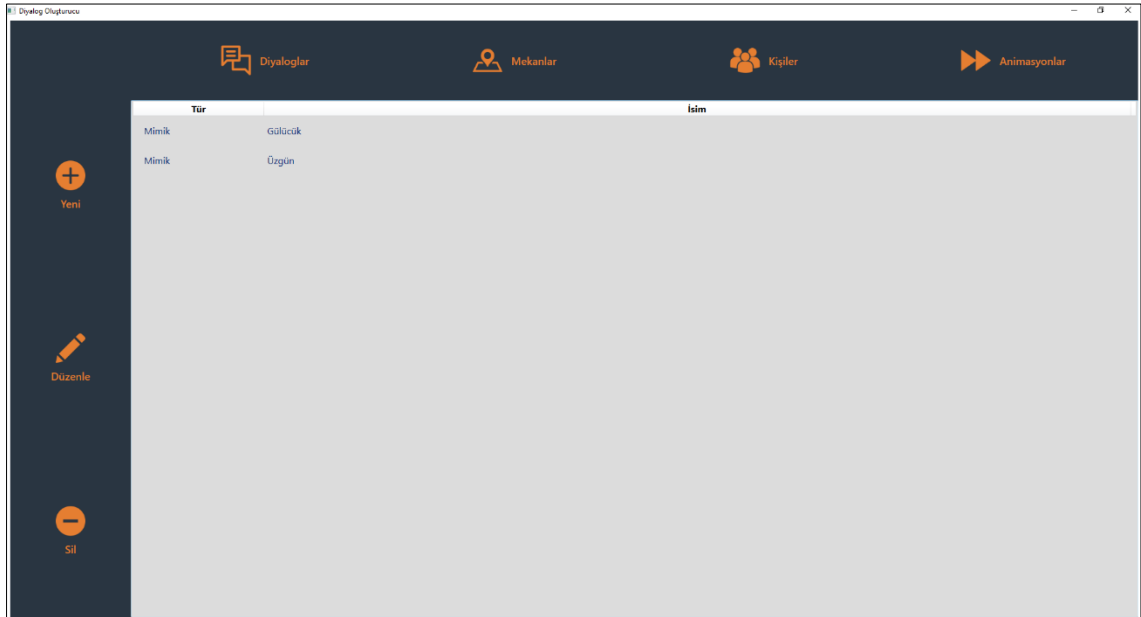 Diyalog Oluşturucu
Diyaloglar Mekanlar Kişiler Animasyonlar
Tür İsim
Mimik Gülücük
Mimik Üzgün
Yeni
Düzenle
Sil